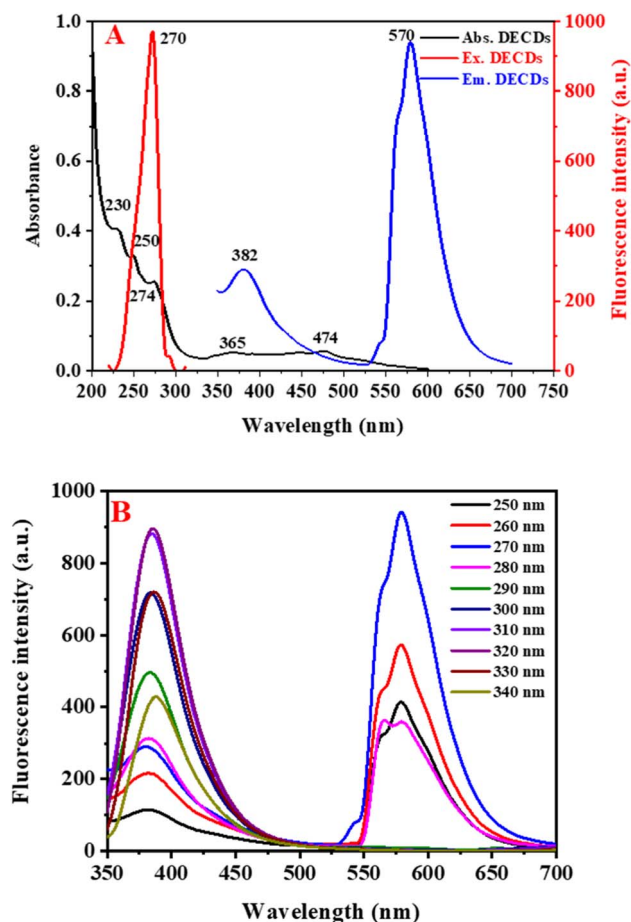 A
270
570
Abs. DECDs
Ex. DECDs
Em. DECDs
230
250
274
382
365
474
1.0
0.8
0.6
0.4
0.2
0.0
Absorbance
1000
800
600
400
200
0
Fluorescence intensity (a.u.)
200 250 300 350 400 450 500 550 600 650 700 750
Wavelength (nm)
B
250 nm
260 nm
270 nm
280 nm
290 nm
300 nm
310 nm
320 nm
330 nm
340 nm
1000
800
600
400
200
0
Fluorescence intensity (a.u.)
350 400 450 500 550 600 650 700
Wavelength (nm)